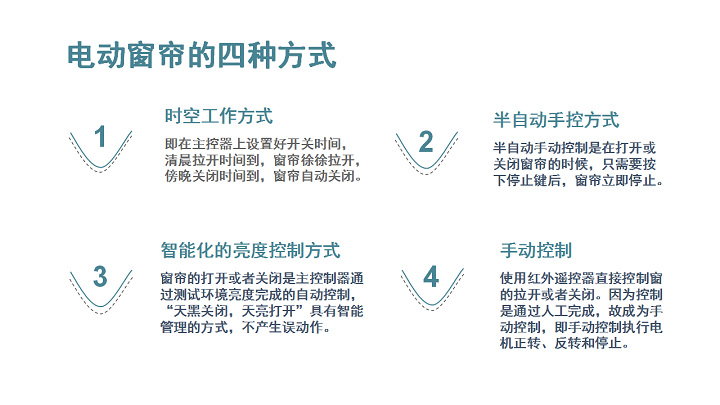 电动窗帘的四种方式
1
时空工作方式
即在主控器上设置好开关时间，
清晨拉开时间到，窗帘徐徐拉开，
傍晚关闭时间到，窗帘自动关闭。
2
半自动手控方式
半自动手动控制是在打开或
关闭窗帘的时候，只需要按
下停止键后，窗帘立即停止。
3
智能化的亮度控制方式
窗帘的打开或者关闭是主控制器通
过测试环境亮度完成的自动控制，
“天黑关闭，天亮打开”具有智能
管理的方式，不产生误动作。
4
手动控制
使用红外遥控器直接控制窗
的拉开或者关闭。因为控制
是通过人工完成，故成为手
动控制，即手动控制执行电
机正转、反转和停止。